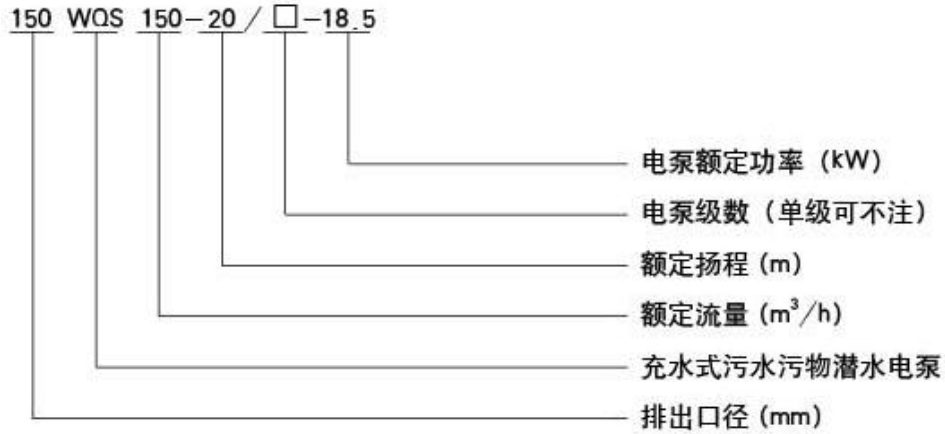 150 WQS 150-20/□-18.5
电泵额定功率 (kW)
电泵级数（单级可不注）
额定扬程 (m)
额定流量 (m³/h)
充水式污水污物潜水电泵
排出口径 (mm)